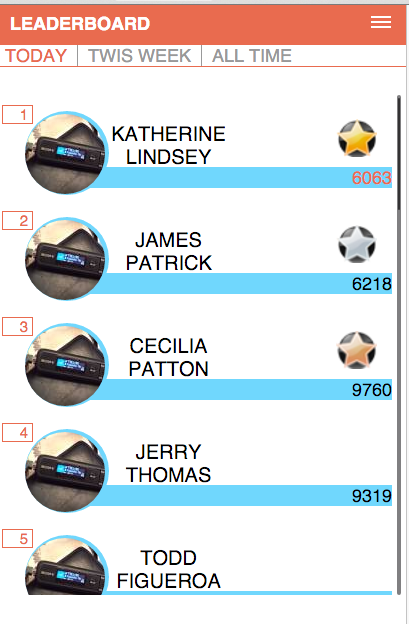 LEADERBOARD
TODAY TWIS WEEK ALL TIME
1
KATHERINE
LINDSEY
6063
2
JAMES
PATRICK
6218
3
CECILIA
PATTON
9760
4
JERRY
THOMAS
9319
5
TODD
FIGUEROA